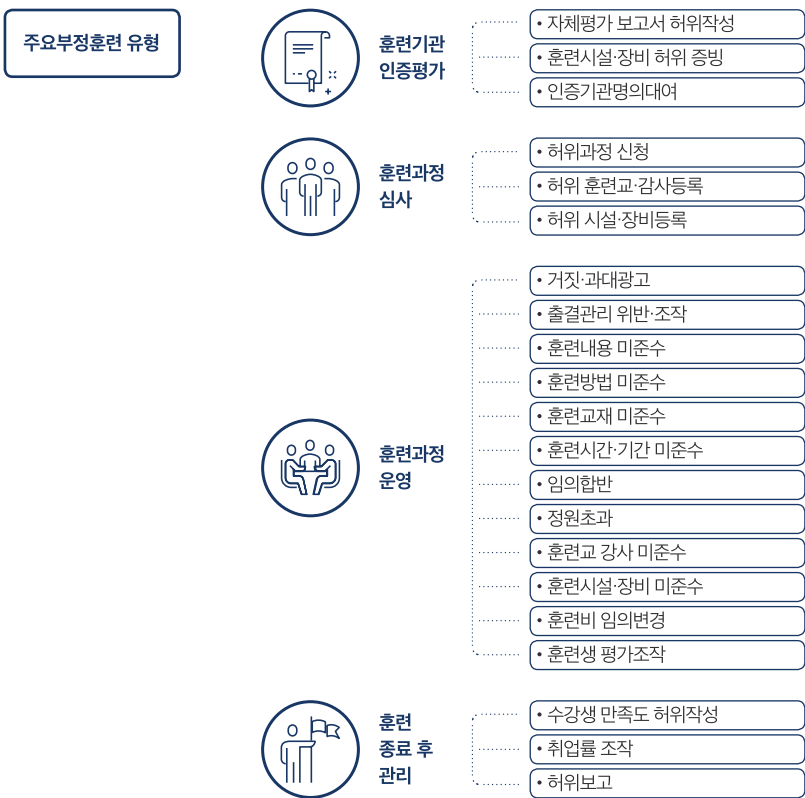 주요부정훈련 유형
훈련기관
인증평가
• 자체평가 보고서 허위작성
• 훈련시설·장비 허위 증빙
• 인증기관명의대여
훈련과정
심사
• 허위과정 신청
• 허위 훈련교·감사등록
• 허위 시설·장비등록
훈련과정
운영
• 거짓·과대광고
• 출결관리 위반·조작
• 훈련내용 미준수
• 훈련방법 미준수
• 훈련교재 미준수
• 훈련시간·기간 미준수
• 임의합반
• 정원초과
• 훈련교 강사 미준수
• 훈련시설·장비 미준수
• 훈련비 임의변경
• 훈련생 평가조작
훈련
종료 후
관리
• 수강생 만족도 허위작성
• 취업률 조작
• 허위보고